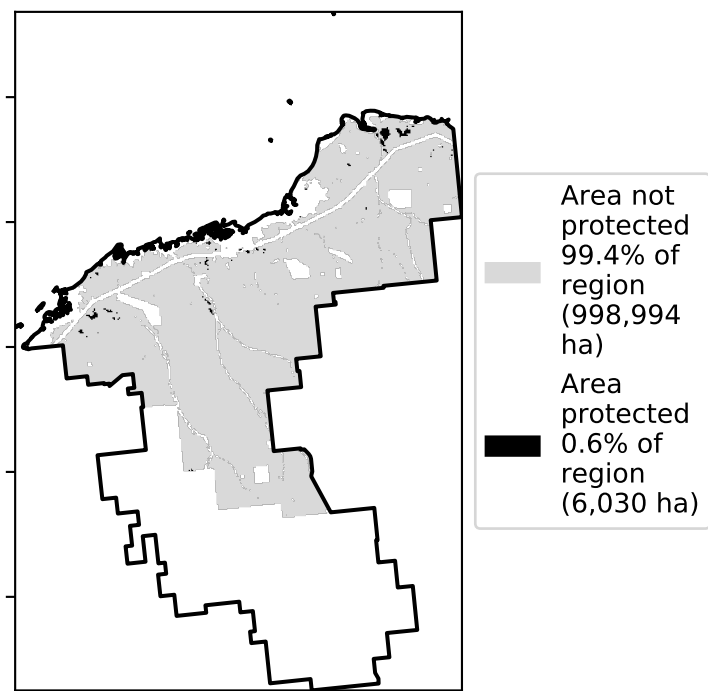 Area not
protected
99.4% of
region
(998,994
ha)
Area
protected
0.6% of
region
(6,030 ha)